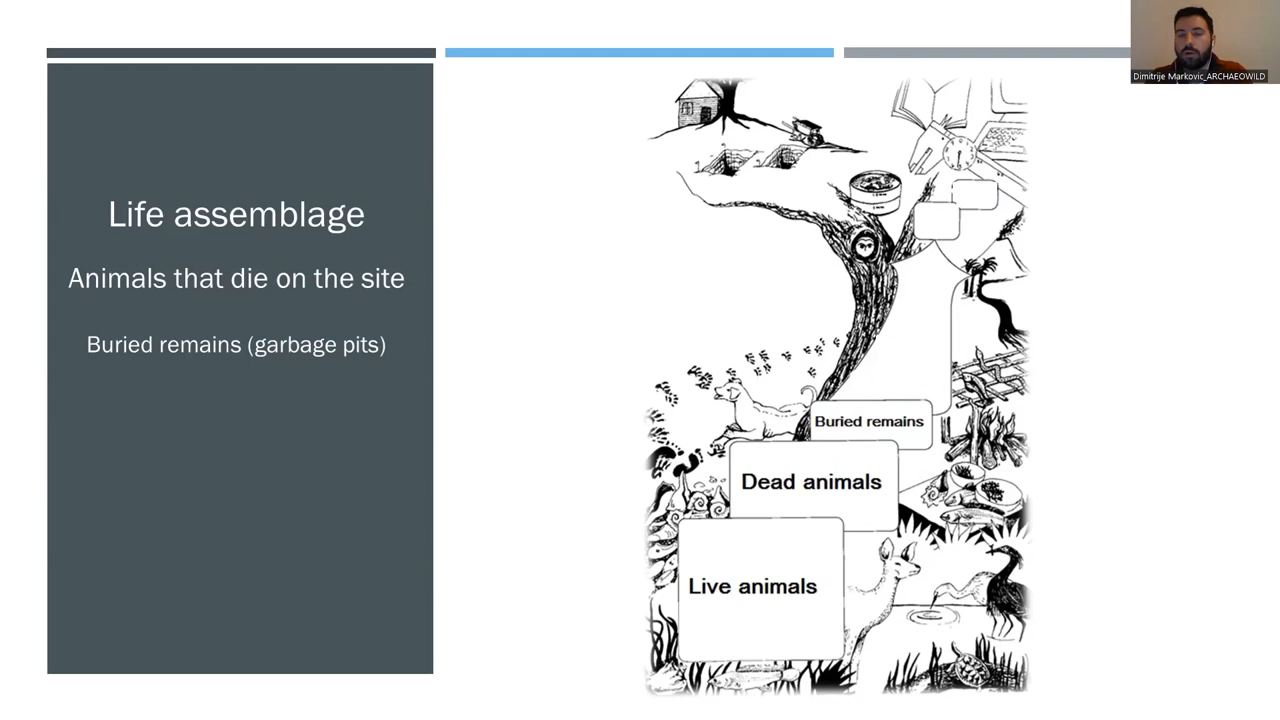 Life assemblage
Animals that die on the site
Buried remains (garbage pits)
Buried remains
Dead animals
Live animals
Dimitrije Markovic_ARCHAEOWILD